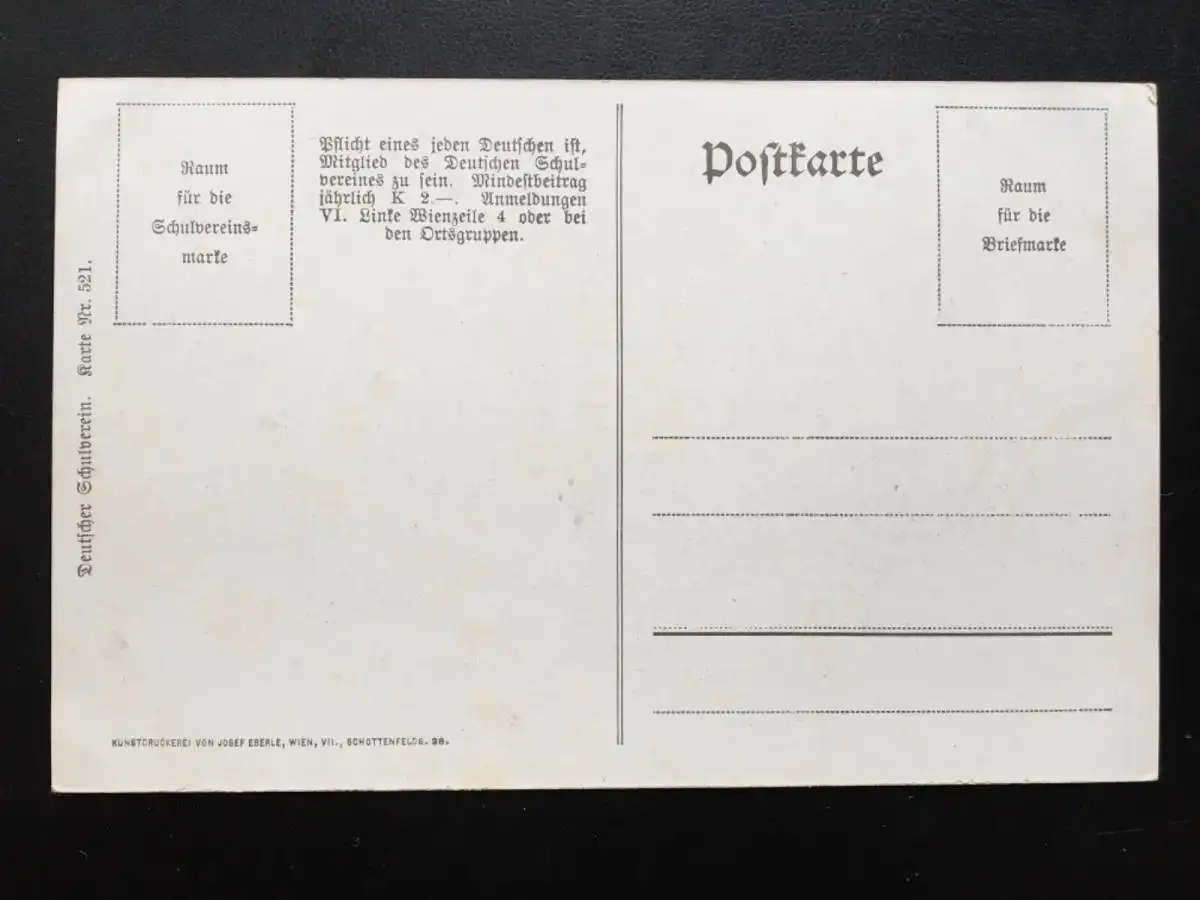 Raum
für die
Schulvereins=
marke
Pflicht eines jeden Deutschen ist,
Mitglied des Deutschen Schul=
vereines zu sein. Mindestbeitrag
jährlich K 2.—. Anmeldungen
VI. Linke Wienzeile 4 oder bei
den Ortsgruppen.
Postkarte
Raum
für die
Briefmarke
Deutscher Schulverein. Karte Nr. 521.
KUNSTDRUCKEREI VON JOSEF EBERLE, WIEN, VII., SCHOTTENFELDG. 38.